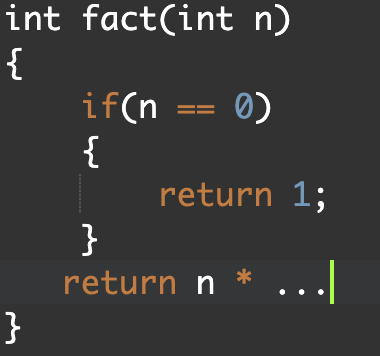 int fact(int n)
{
    if(n == 0)
    {
        return 1;
    }
   return n * ...
}